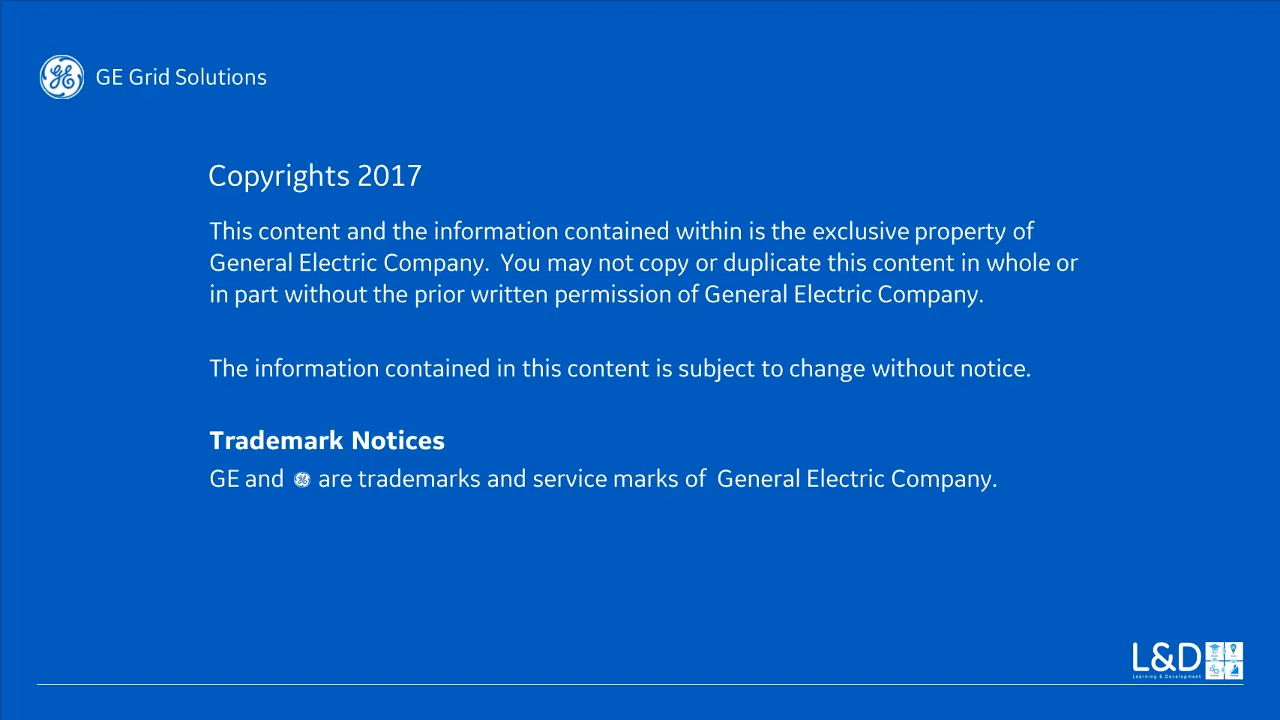 GE Grid Solutions
Copyrights 2017
This content and the information contained within is the exclusive property of
General Electric Company.  You may not copy or duplicate this content in whole or
in part without the prior written permission of General Electric Company.
The information contained in this content is subject to change without notice.
Trademark Notices
GE and GE are trademarks and service marks of  General Electric Company.
L&D
Learning & Development